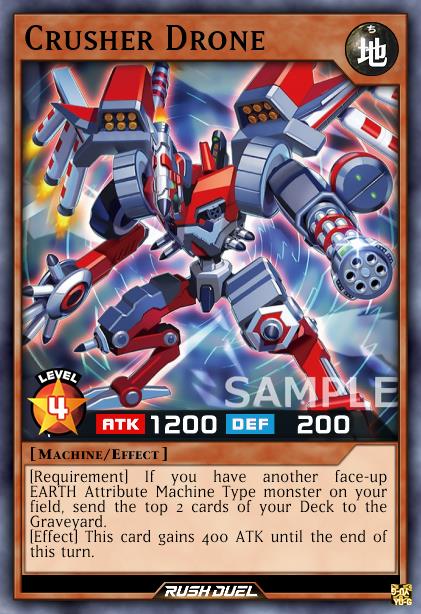 CRUSHER DRONE
ち
地
SAMPLE
LEVEL
4
ATK 1200 DEF 200
[MACHINE/EFFECT]
[Requirement] If you have another face-up
EARTH Attribute Machine Type monster on your
field, send the top 2 cards of your Deck to the
Graveyard.
[Effect] This card gains 400 ATK until the end of
this turn.
RUSH DUEL